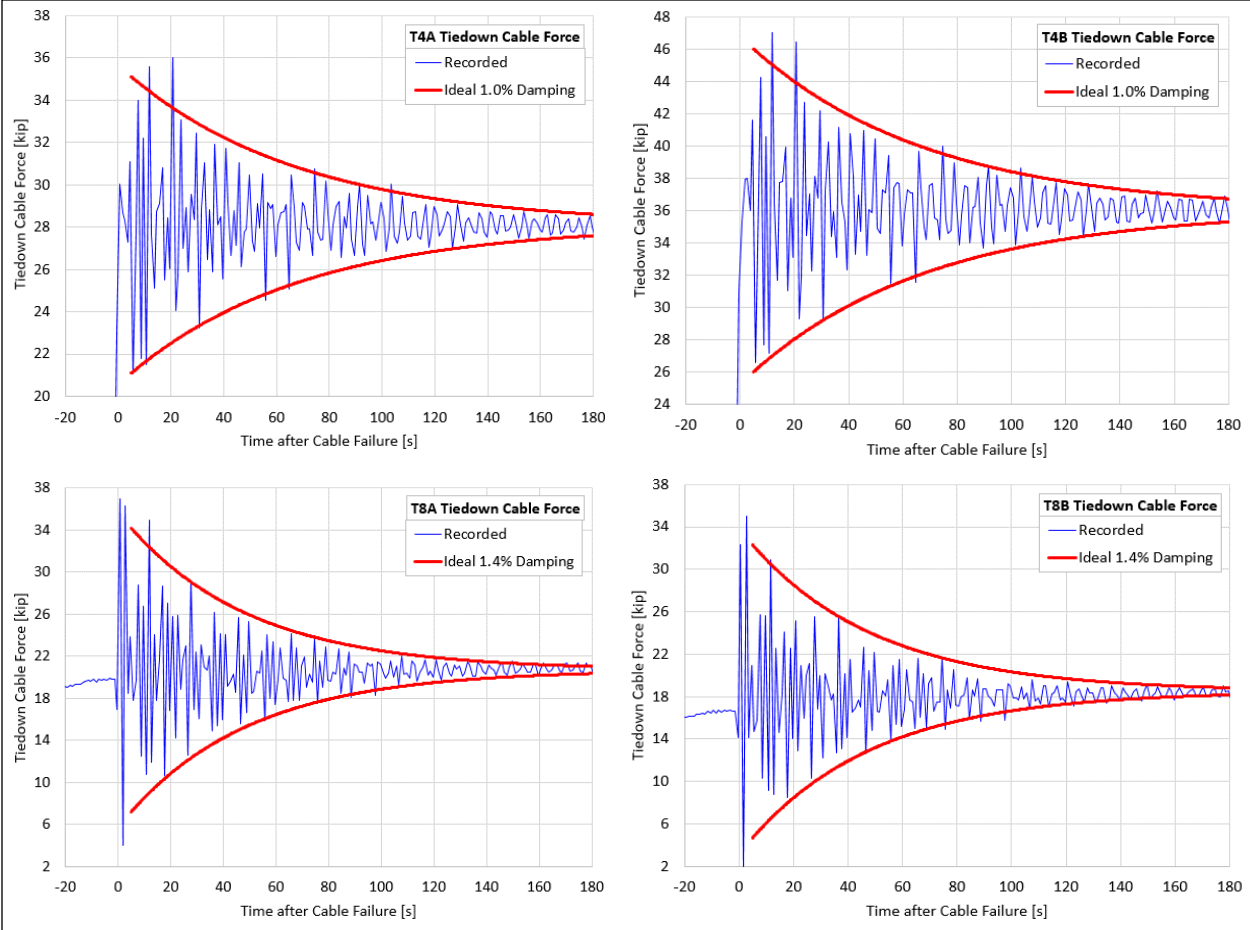 T4A Tiedown Cable Force
Recorded
Ideal 1.0% Damping
Tiedown Cable Force [kip]
38
36
34
32
30
28
26
24
22
20
-20 0 20 40 60 80 100 120 140 160 180
Time after Cable Failure [s]
T4B Tiedown Cable Force
Recorded
Ideal 1.0% Damping
Tiedown Cable Force [kip]
48
46
44
42
40
38
36
34
32
30
28
26
24
-20 0 20 40 60 80 100 120 140 160 180
Time after Cable Failure [s]
T8A Tiedown Cable Force
Recorded
Ideal 1.4% Damping
Tiedown Cable Force [kip]
38
34
30
26
22
18
14
10
6
2
-20 0 20 40 60 80 100 120 140 160 180
Time after Cable Failure [s]
T8B Tiedown Cable Force
Recorded
Ideal 1.4% Damping
Tiedown Cable Force [kip]
38
34
30
26
22
18
14
10
6
2
-20 0 20 40 60 80 100 120 140 160 180
Time after Cable Failure [s]